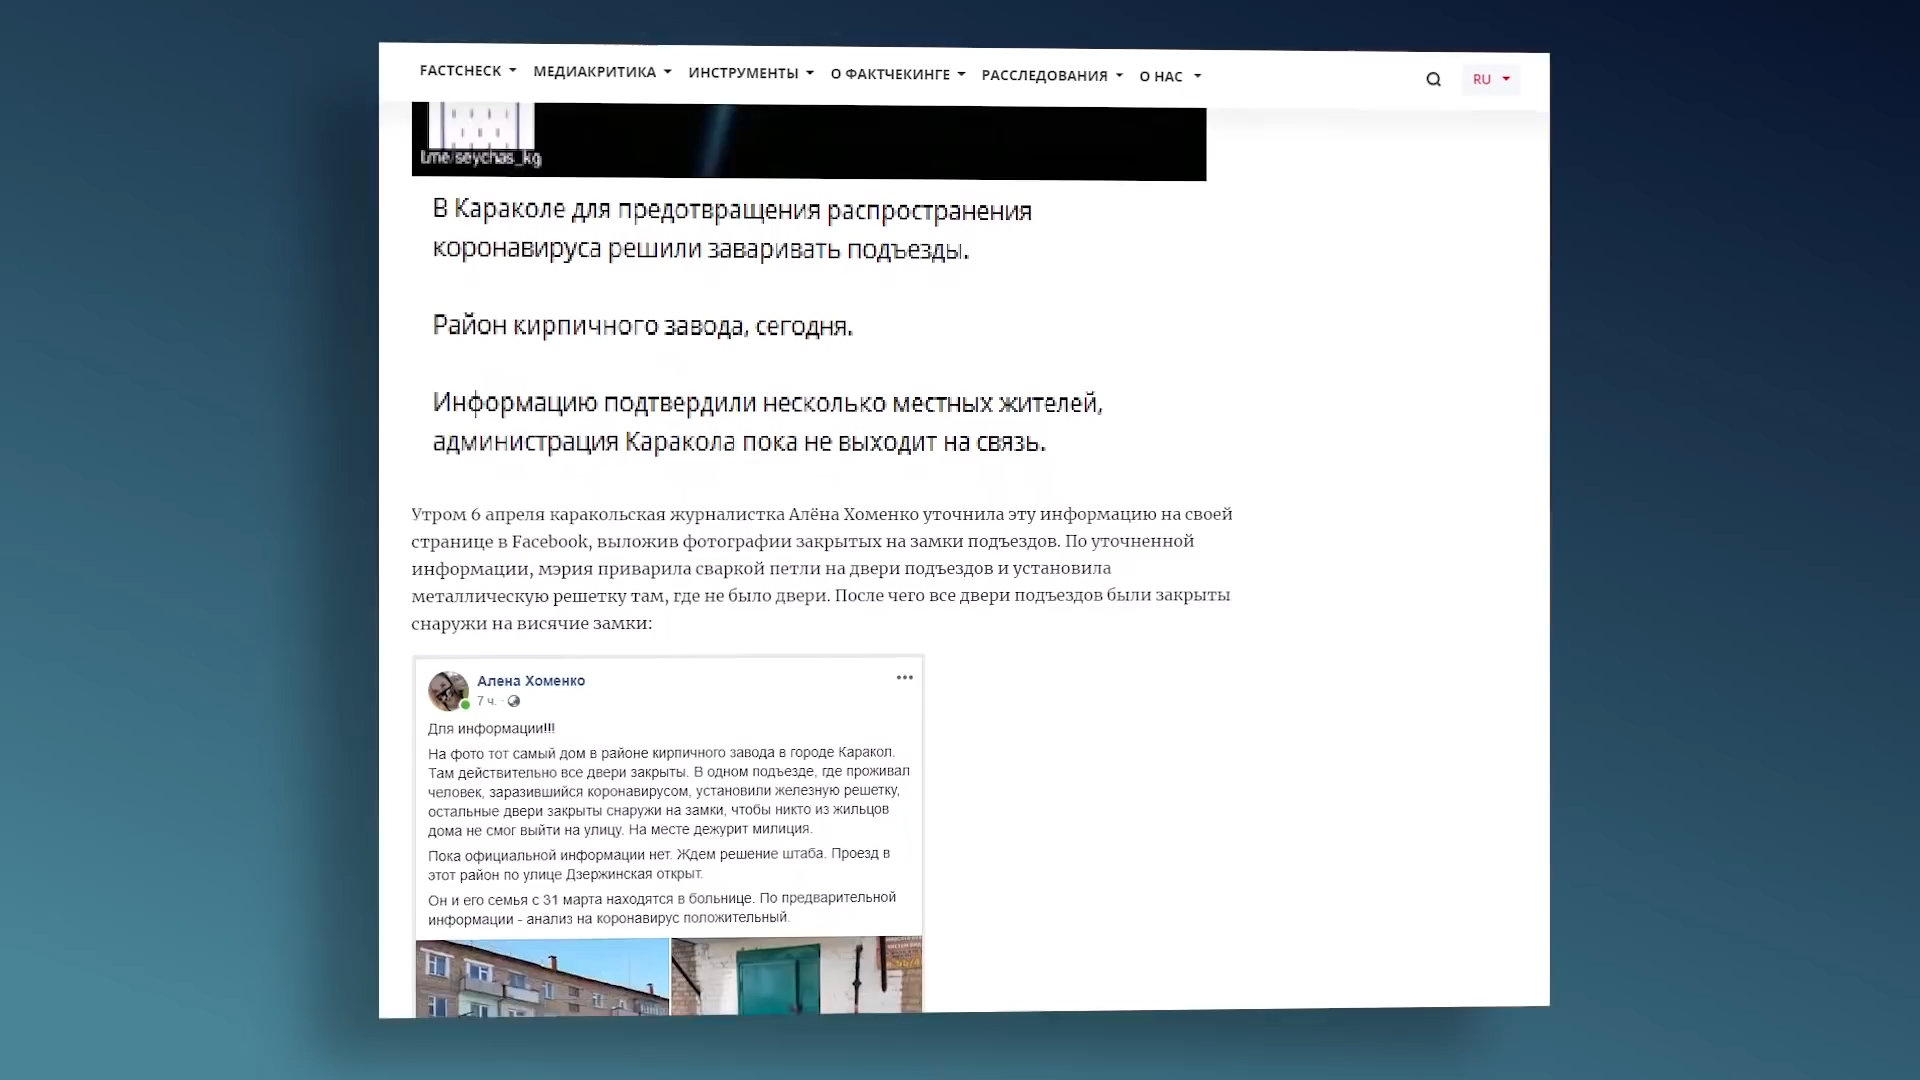 FACTCHECK МЕДИАКРИТИКА ИНСТРУМЕНТЫ О ФАКТЧЕКИНГЕ РАССЛЕДОВАНИЯ О НАС RU
t.me/seychas_kg
В Караколе для предотвращения распространения
коронавируса решили заваривать подъезды.
Район кирпичного завода, сегодня.
Информацию подтвердили несколько местных жителей,
администрация Каракола пока не выходит на связь.
Утром 6 апреля каракольская журналистка Алёна Хоменко уточнила эту информацию на своей
странице в Facebook, выложив фотографии закрытых на замки подъездов. По уточненной
информации, мэрия приварила сваркой петли на двери подъездов и установила
металлическую решетку там, где не было двери. После чего все двери подъездов были закрыты
снаружи на висячие замки:
Алена Хоменко
7 ч.
Для информации!!!
На фото тот самый дом в районе кирпичного завода в городе Каракол.
Там действительно все двери закрыты. В одном подъезде, где проживал
человек, заразившийся коронавирусом, установили железную решетку,
остальные двери закрыты снаружи на замки, чтобы никто из жильцов
дома не смог выйти на улицу. На месте дежурит милиция.
Пока официальной информации нет. Ждем решение штаба. Проезд в
этот район по улице Дзержинская открыт.
Он и его семья с 31 марта находятся в больнице. По предварительной
информации - анализ на коронавирус положительный.